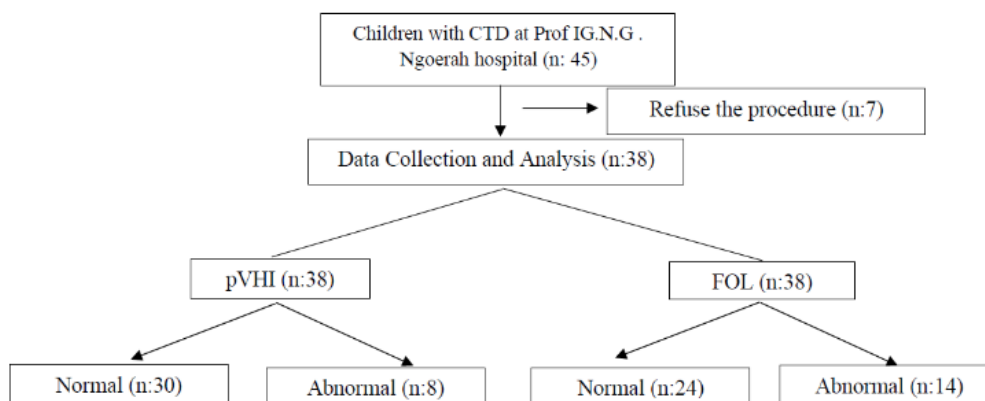 Children with CTD at Prof IG.N.G .
Ngoerah hospital (n: 45)
Refuse the procedure (n:7)
Data Collection and Analysis (n:38)
pVHI (n:38)
FOL (n:38)
Normal (n:30)
Abnormal (n:8)
Normal (n:24)
Abnormal (n:14)